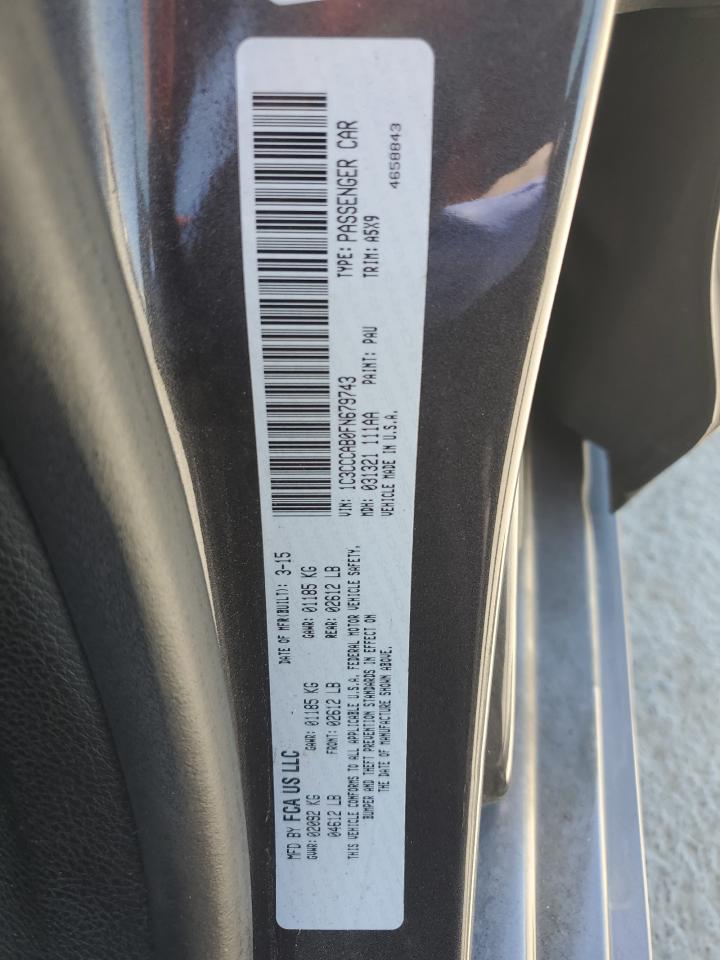 MFD BY FCA US LLC
DATE OF MFR(BUILT): 3-15
GVWR: 02092 KG
GAWR: 01185 KG
GAWR: 01185 KG
04612 LB
FRONT: 02612 LB
REAR: 02612 LB
THIS VEHICLE CONFORMS TO ALL APPLICABLE U.S.A. FEDERAL MOTOR VEHICLE SAFETY,
BUMPER AND THEFT PREVENTION STANDARDS IN EFFECT ON
THE DATE OF MANUFACTURE SHOWN ABOVE.
VIN: 1C3CCCAB0FN679743
TYPE: PASSENGER CAR
MDH: 031321 111AA
PAINT: PAU
TRIM: A5X9
VEHICLE MADE IN U.S.A.
4658843